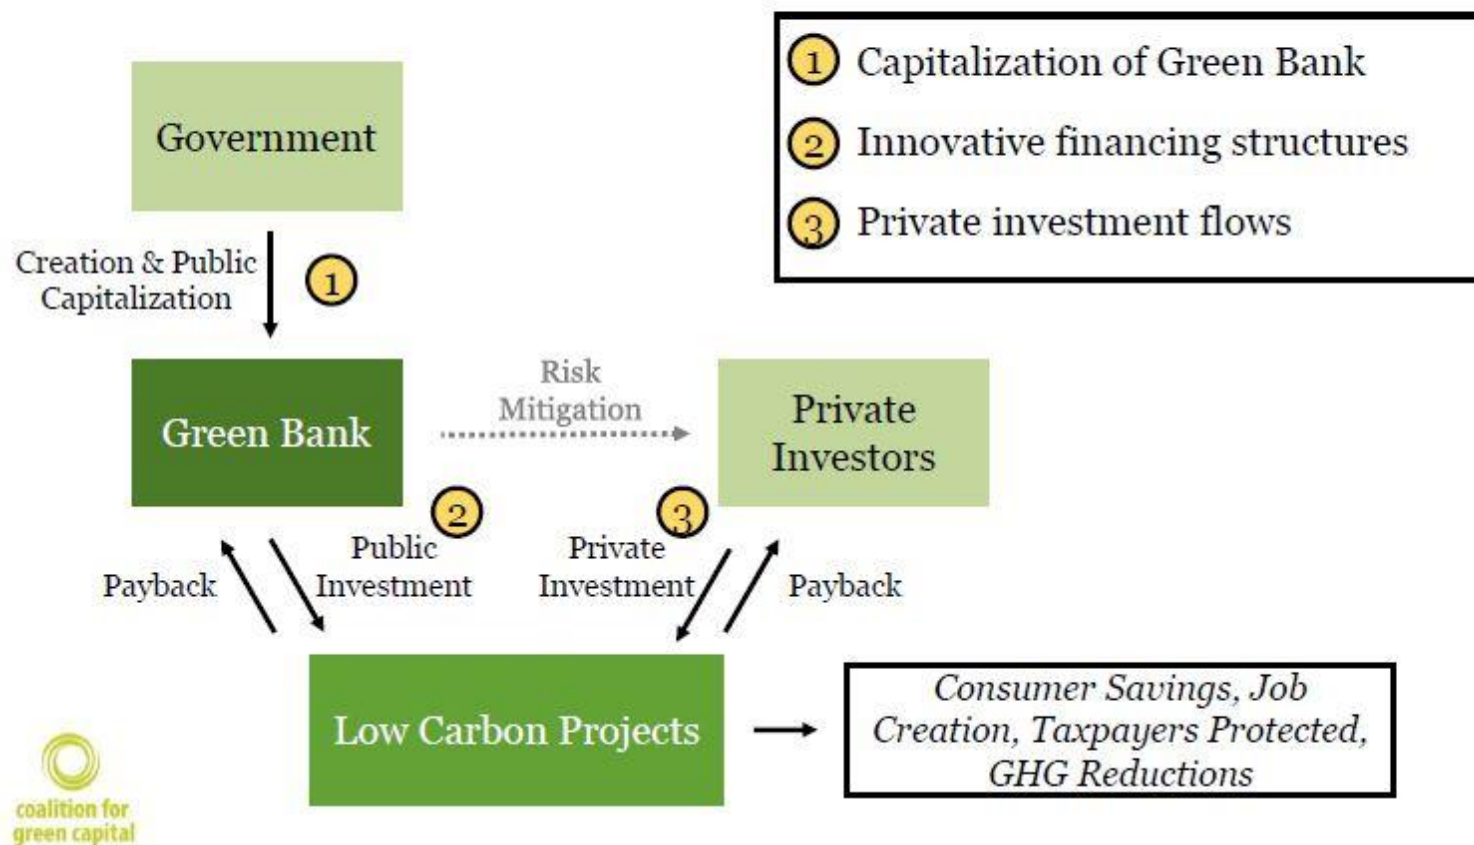 Government
1 Capitalization of Green Bank
2 Innovative financing structures
3 Private investment flows
Creation & Public
Capitalization
1
Green Bank
Risk
Mitigation
Private
Investors
2
3
Payback
Public
Investment
Private
Investment
Payback
Low Carbon Projects
Consumer Savings, Job
Creation, Taxpayers Protected,
GHG Reductions
coalition for
green capital